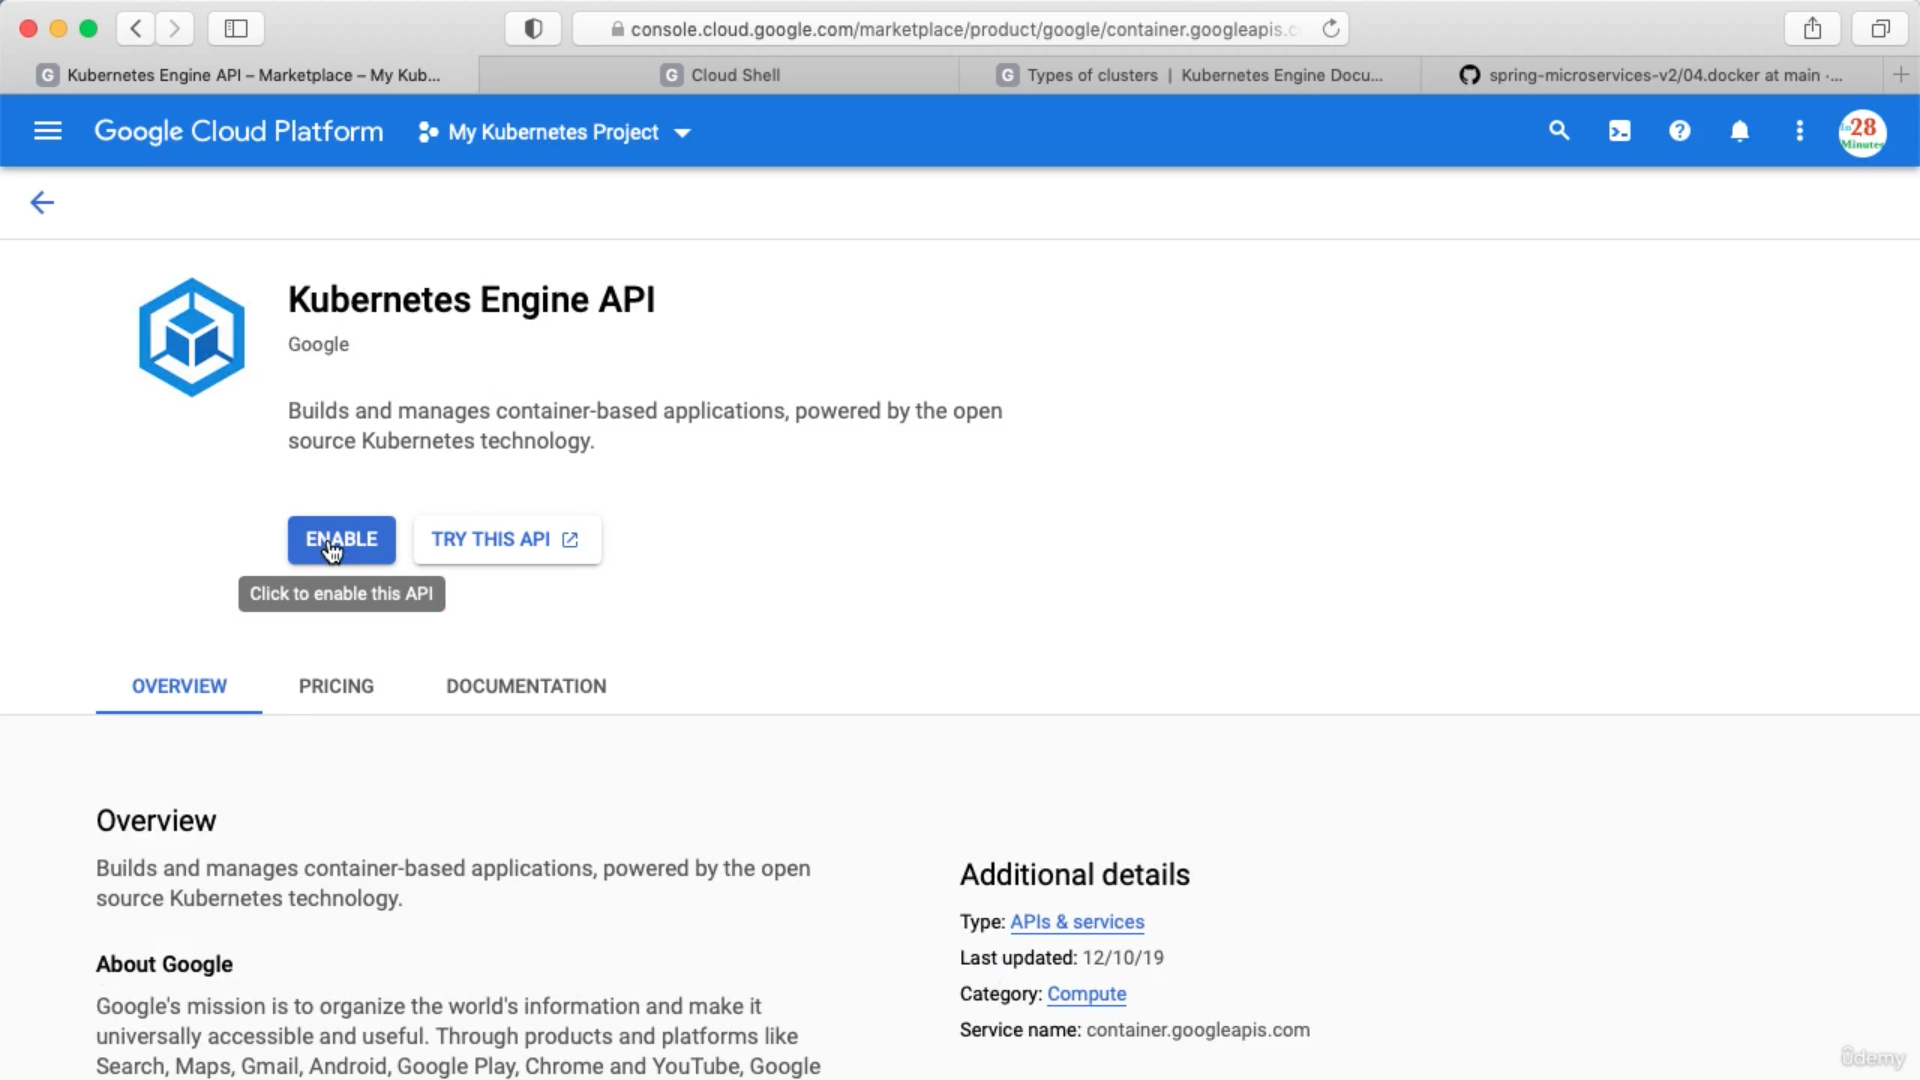 console.cloud.google.com/marketplace/product/google/container.googleapis.c
Kubernetes Engine API – Marketplace – My Kub...
Cloud Shell
Types of clusters | Kubernetes Engine Docu...
spring-microservices-v2/04.docker at main ·...
Google Cloud Platform
My Kubernetes Project
in
28
Minutes
Kubernetes Engine API
Google
Builds and manages container-based applications, powered by the open
source Kubernetes technology.
ENABLE
TRY THIS API
Click to enable this API
OVERVIEW
PRICING
DOCUMENTATION
Overview
Builds and manages container-based applications, powered by the open
source Kubernetes technology.
About Google
Google's mission is to organize the world's information and make it
universally accessible and useful. Through products and platforms like
Search, Maps, Gmail, Android, Google Play, Chrome and YouTube, Google
Additional details
Type: APIs & services
Last updated: 12/10/19
Category: Compute
Service name: container.googleapis.com
ûdemy